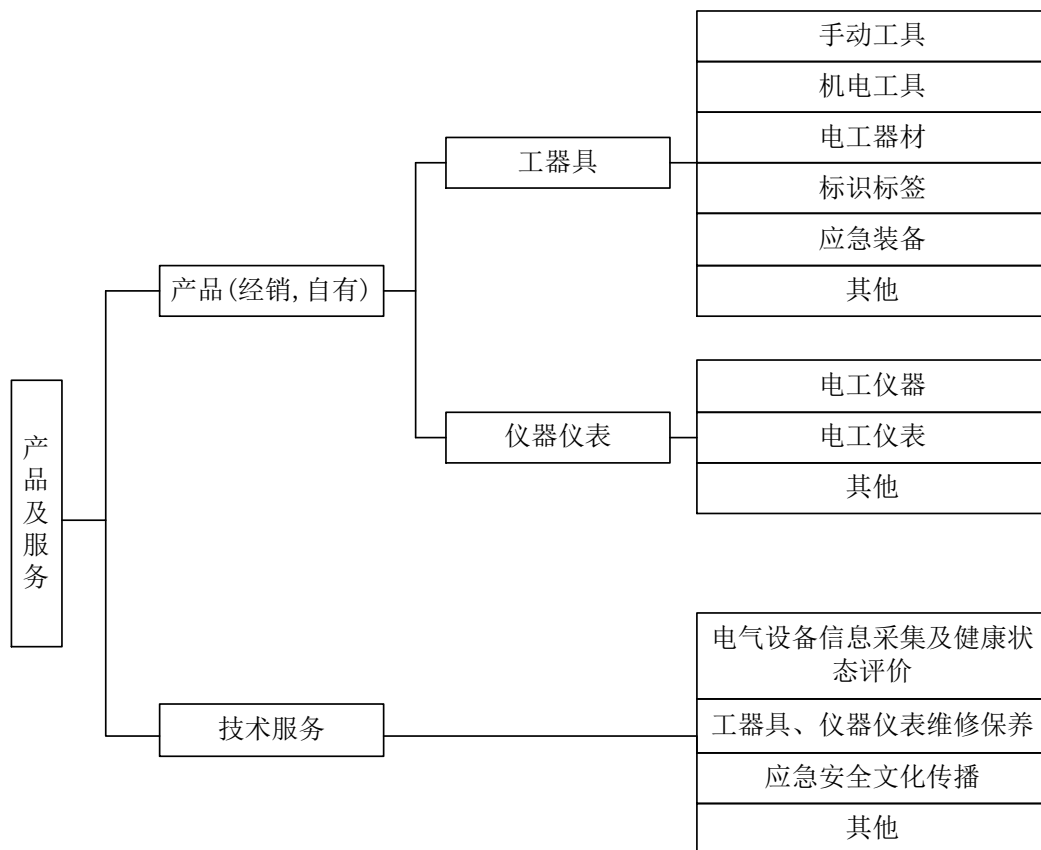 手动工具
机电工具
电工器材
工器具
标识标签
应急装备
产品(经销,自有)
其他
电工仪器
仪器仪表
电工仪表
其他
产
品
及
服
务
电气设备信息采集及健康状
态评价
技术服务
工器具、仪器仪表维修保养
应急安全文化传播
其他